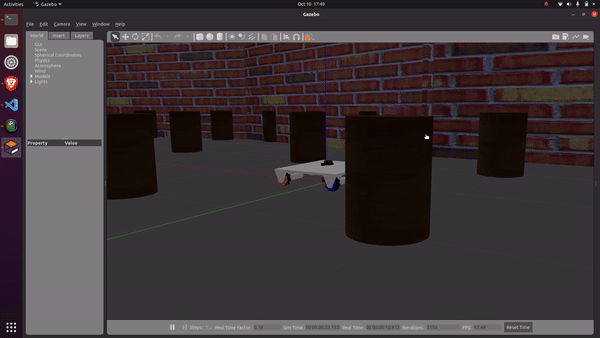 Activities
Gazebo
Oct 10 17:49
Gazebo
File Edit Camera View Window Help
World Insert Layers
GUI
Scene
Spherical Coordinates
Physics
Atmosphere
Wind
Models
Lights
Property Value
Steps: 1 Real Time Factor: Sim Time: Real Time: Iterations: FPS: Reset Time